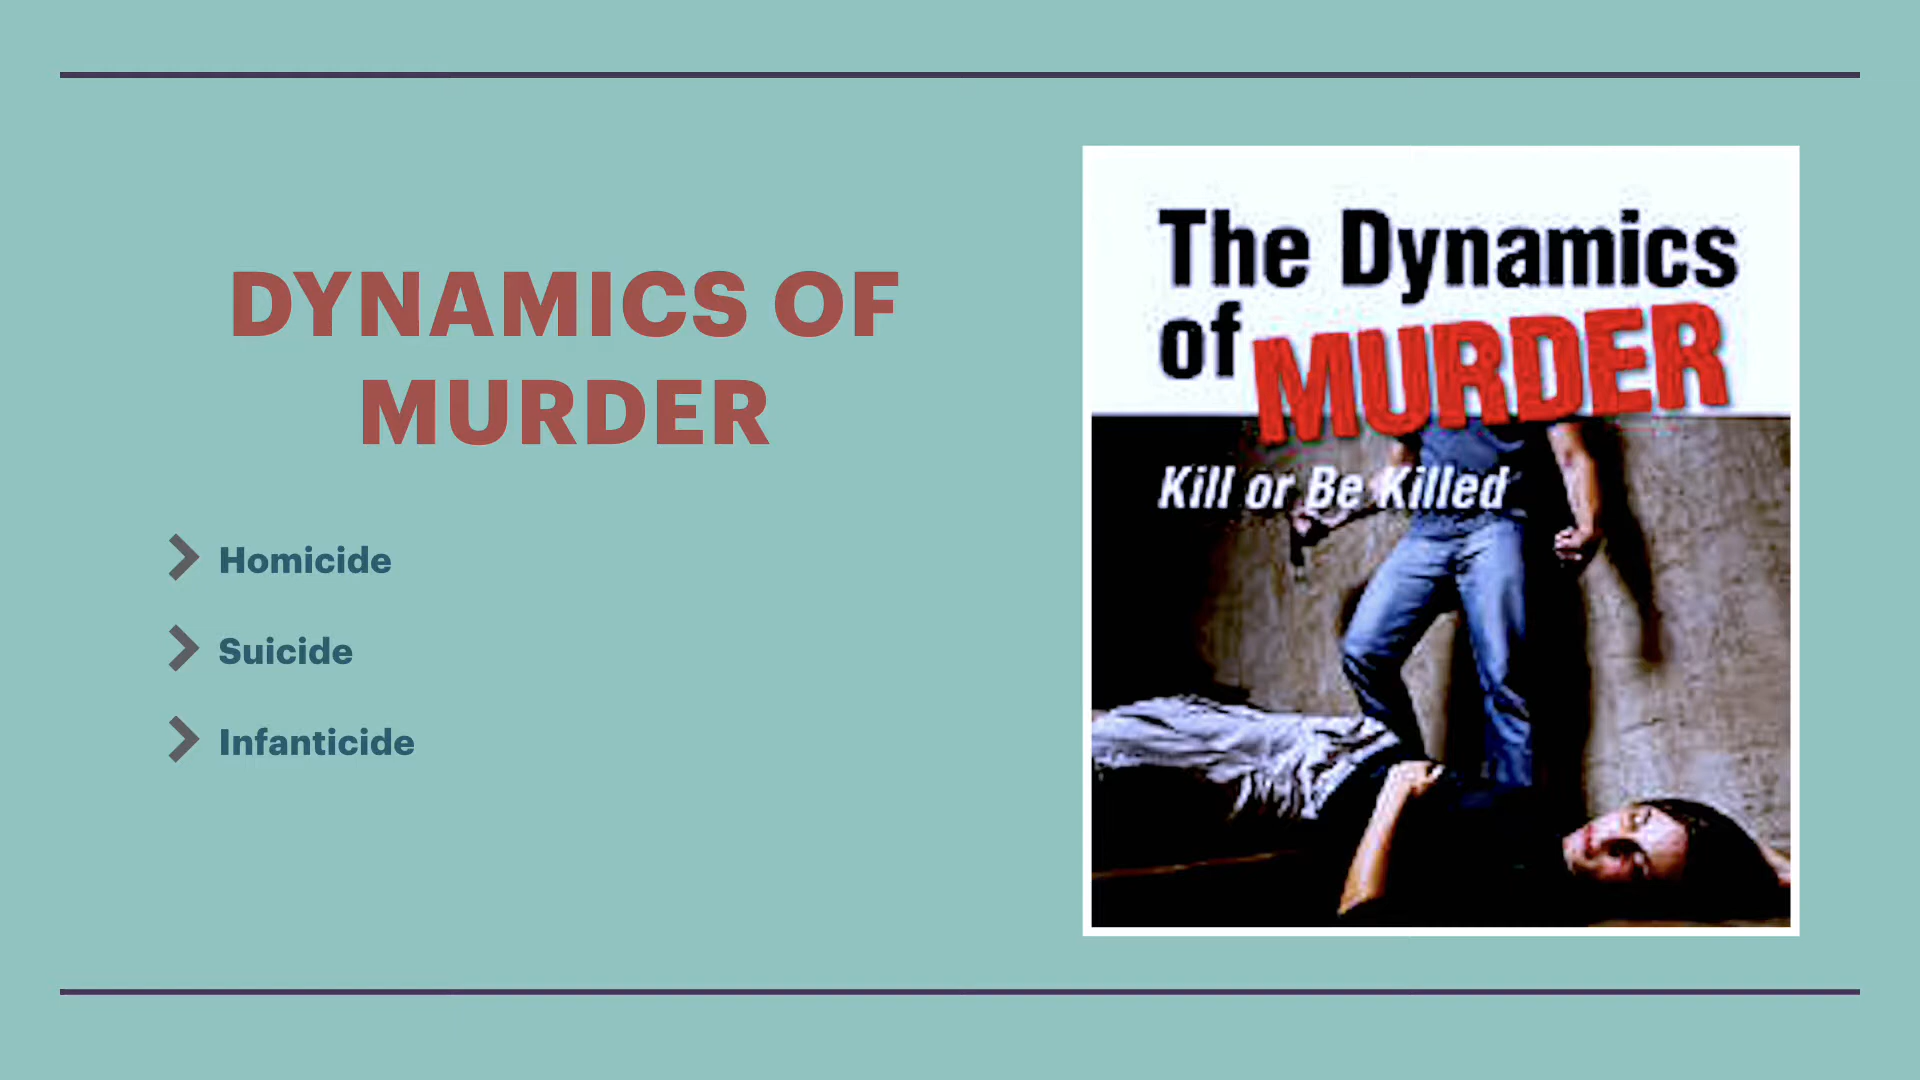 DYNAMICS OF
MURDER
Homicide
Suicide
Infanticide
The Dynamics
of MURDER
Kill or Be Killed